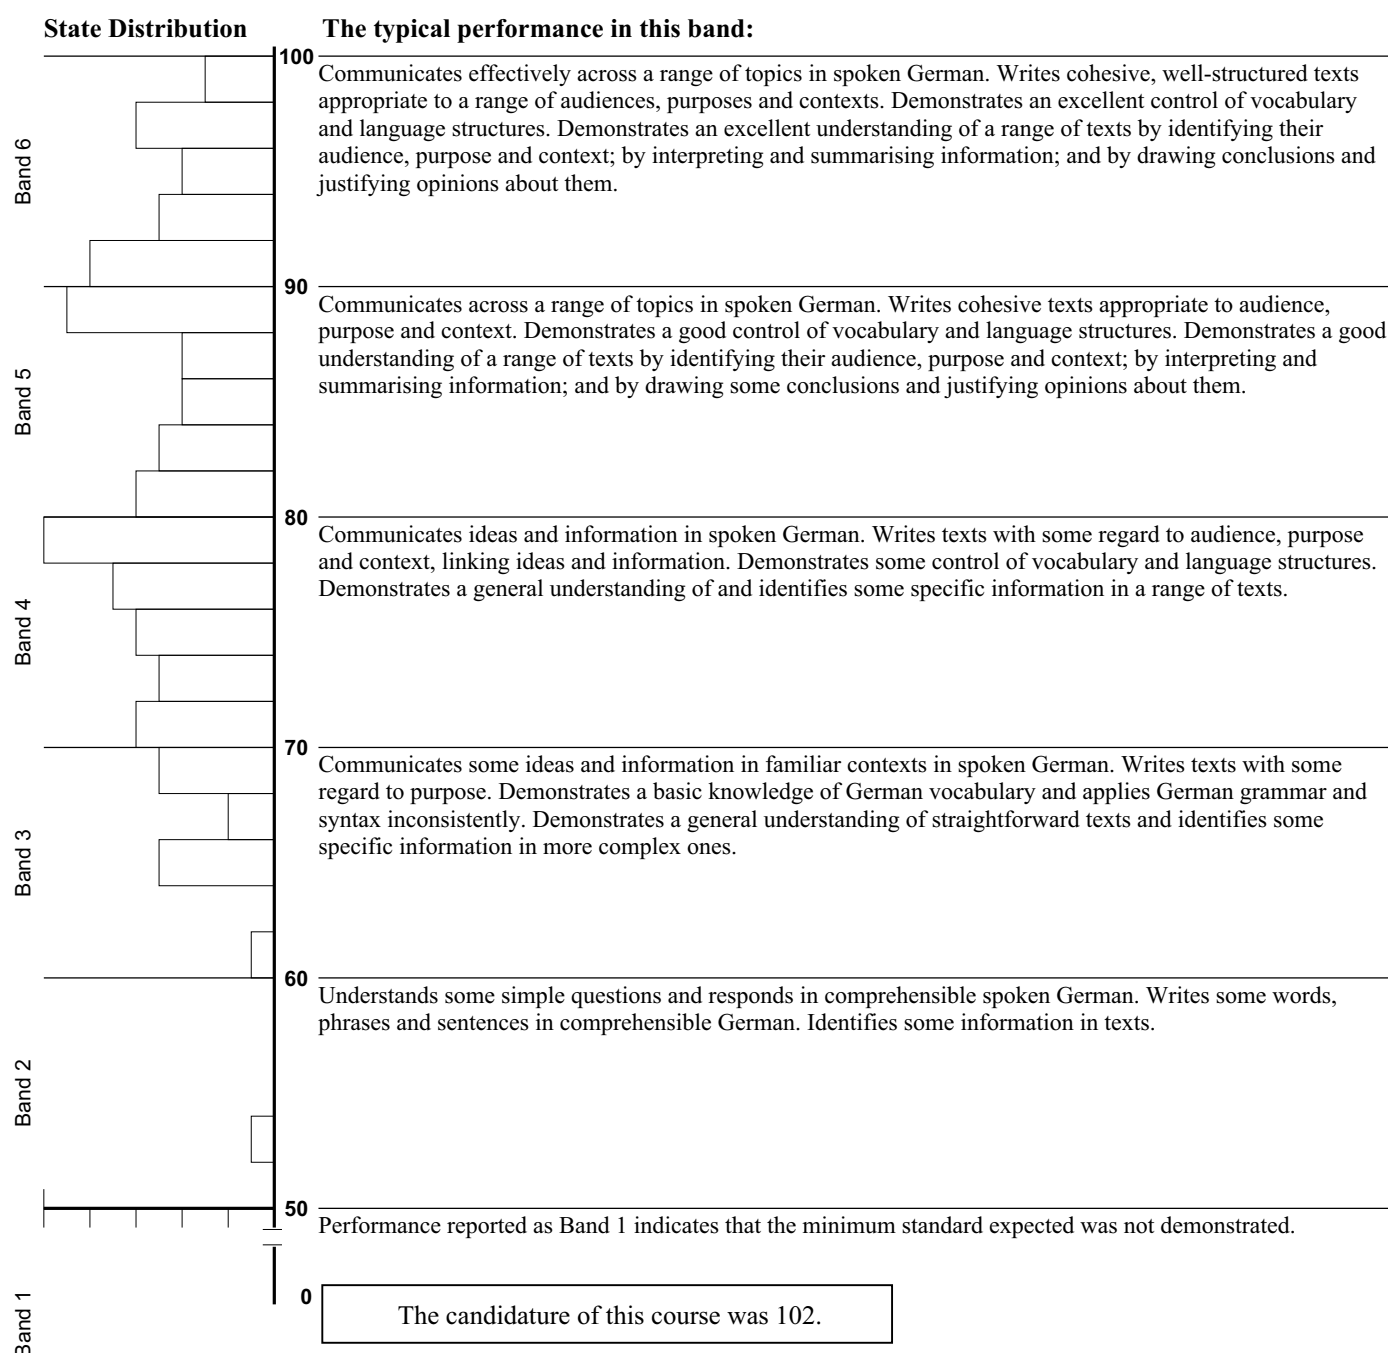 State Distribution
The typical performance in this band:
100
Communicates effectively across a range of topics in spoken German. Writes cohesive, well-structured texts
appropriate to a range of audiences, purposes and contexts. Demonstrates an excellent control of vocabulary
and language structures. Demonstrates an excellent understanding of a range of texts by identifying their
audience, purpose and context; by interpreting and summarising information; and by drawing conclusions and
justifying opinions about them.
Band 6
90
Communicates across a range of topics in spoken German. Writes cohesive texts appropriate to audience,
purpose and context. Demonstrates a good control of vocabulary and language structures. Demonstrates a good
understanding of a range of texts by identifying their audience, purpose and context; by interpreting and
summarising information; and by drawing some conclusions and justifying opinions about them.
Band 5
80
Communicates ideas and information in spoken German. Writes texts with some regard to audience, purpose
and context, linking ideas and information. Demonstrates some control of vocabulary and language structures.
Demonstrates a general understanding of and identifies some specific information in a range of texts.
Band 4
70
Communicates some ideas and information in familiar contexts in spoken German. Writes texts with some
regard to purpose. Demonstrates a basic knowledge of German vocabulary and applies German grammar and
syntax inconsistently. Demonstrates a general understanding of straightforward texts and identifies some
specific information in more complex ones.
Band 3
60
Understands some simple questions and responds in comprehensible spoken German. Writes some words,
phrases and sentences in comprehensible German. Identifies some information in texts.
Band 2
50
Performance reported as Band 1 indicates that the minimum standard expected was not demonstrated.
0
The candidature of this course was 102.
Band 1